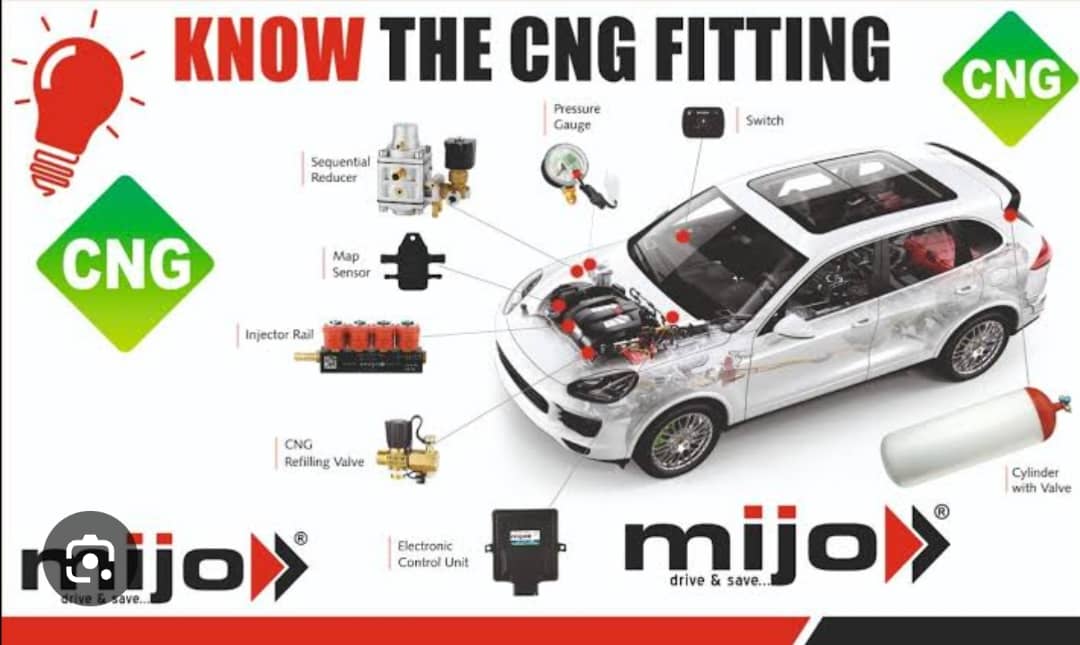 KNOW THE CNG FITTING
CNG
CNG
Pressure
Gauge
Switch
Sequential
Reducer
Map
Sensor
Injector Rail
CNG
Refilling Valve
Cylinder
with Valve
Electronic
Control Unit
mijo®
drive & save...
mijo®
drive & save...